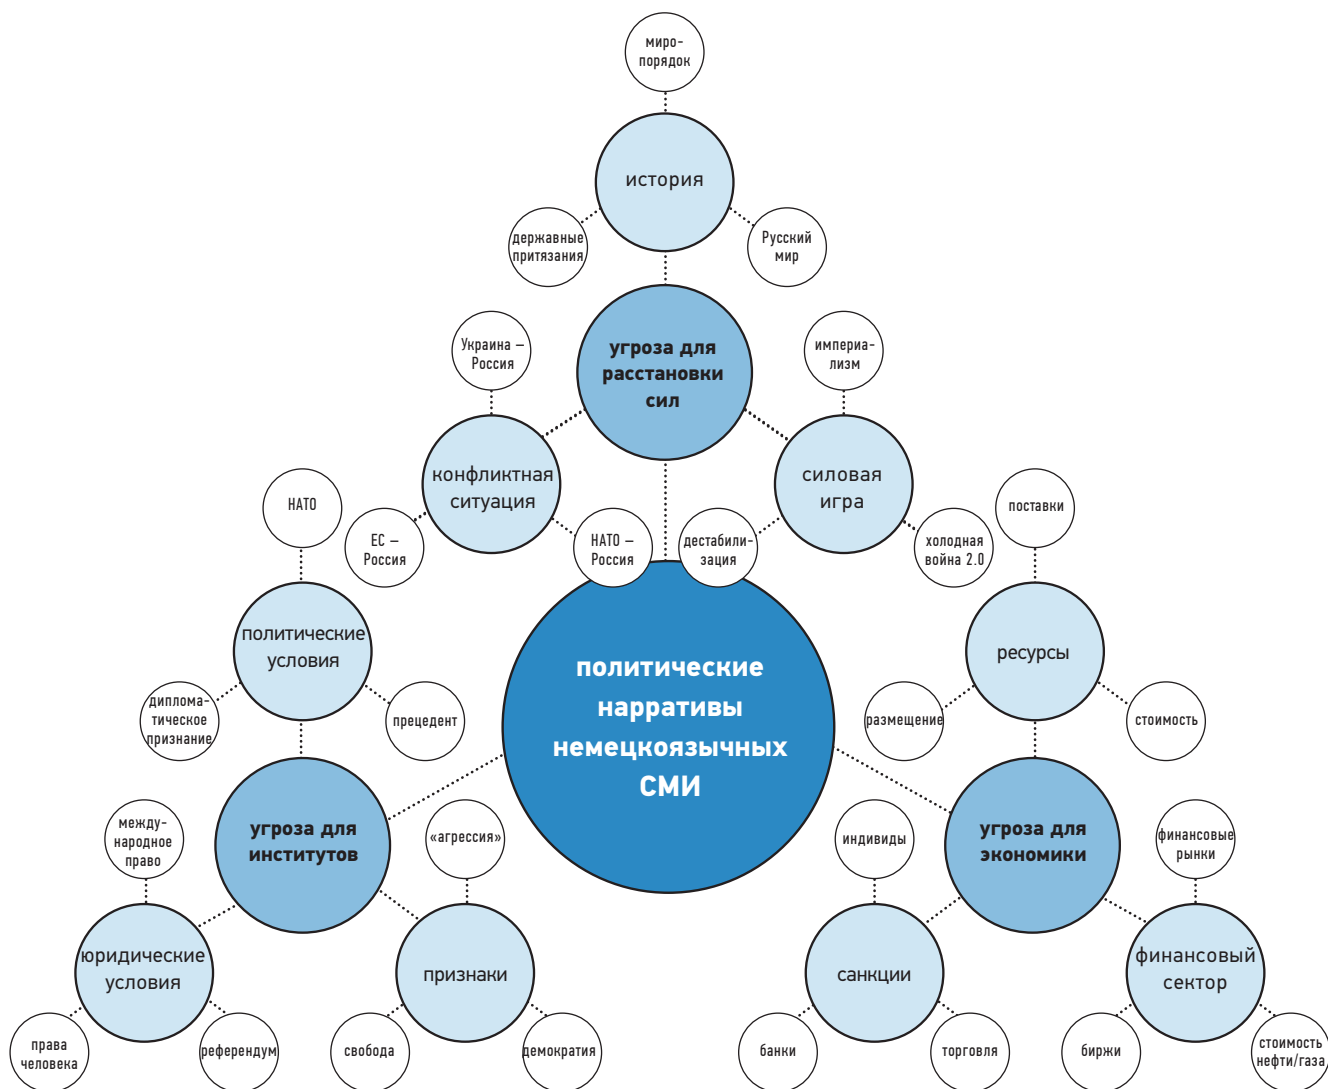 миро-
порядок
история
державные
притязания
Русский
мир
угроза для
расстановки
сил
Украина –
Россия
империа-
лизм
конфликтная
ситуация
силовая
игра
НАТО
поставки
ЕС –
Россия
НАТО –
Россия
дестабили-
зация
холодная
война 2.0
политические
условия
ресурсы
политические
нарративы
немецкоязычных
СМИ
дипломa-
тическое
признание
прецедент
размещение
стоимость
между-
народное
право
угроза для
институтов
«агрессия»
индивиды
угроза для
экономики
финансовые
рынки
юридические
условия
признаки
санкции
финансовый
сектор
права
человека
референдум
свобода
демократия
банки
торговля
биржи
стоимость
нефти/газа